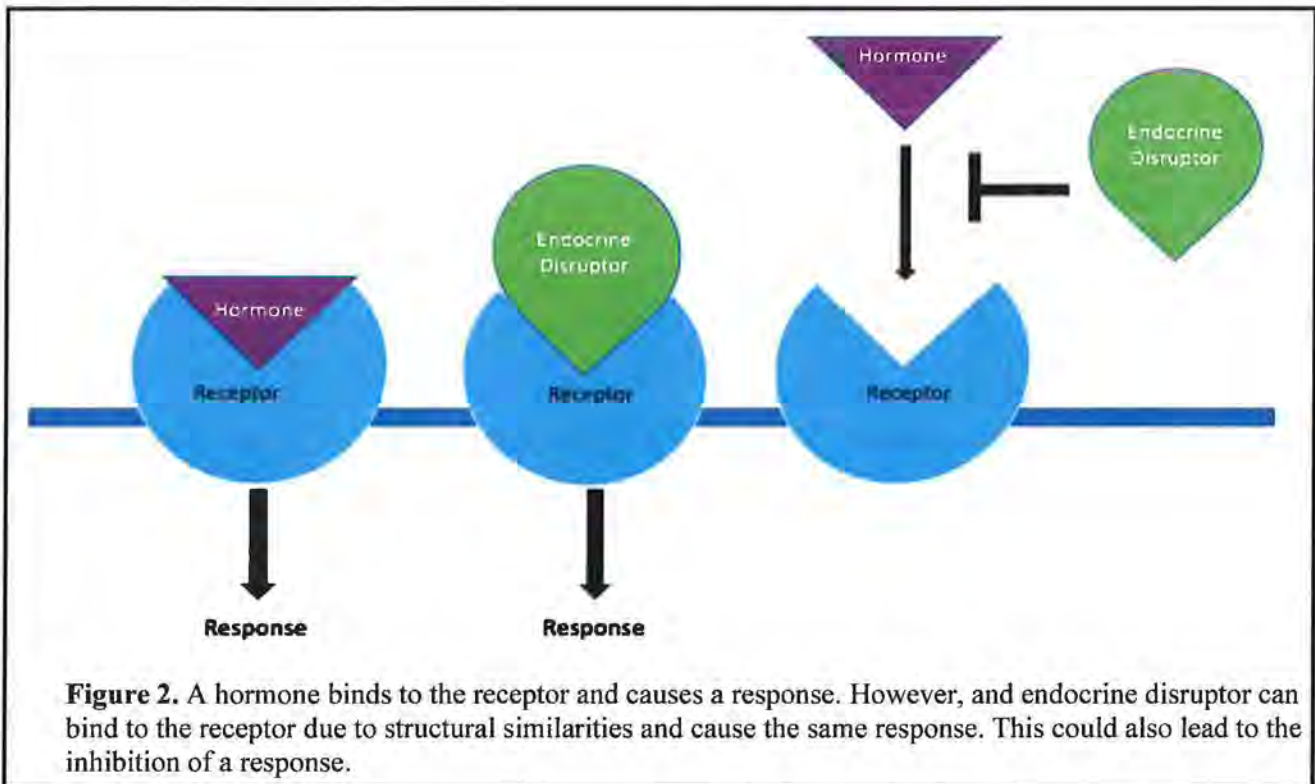 Hormone
Endocrine
Disruptor
Endocrine
Disruptor
Hormone
Receptor
Receptor
Receptor
Response
Response
Figure 2. A hormone binds to the receptor and causes a response. However, and endocrine disruptor can
bind to the receptor due to structural similarities and cause the same response. This could also lead to the
inhibition of a response.